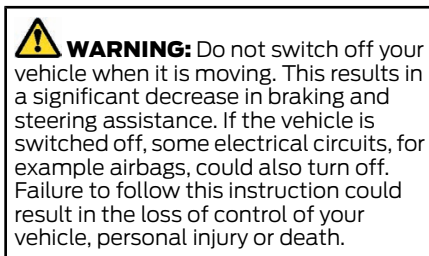 WARNING: Do not switch off your
vehicle when it is moving. This results in
a significant decrease in braking and
steering assistance. If the vehicle is
switched off, some electrical circuits, for
example airbags, could also turn off.
Failure to follow this instruction could
result in the loss of control of your
vehicle, personal injury or death.